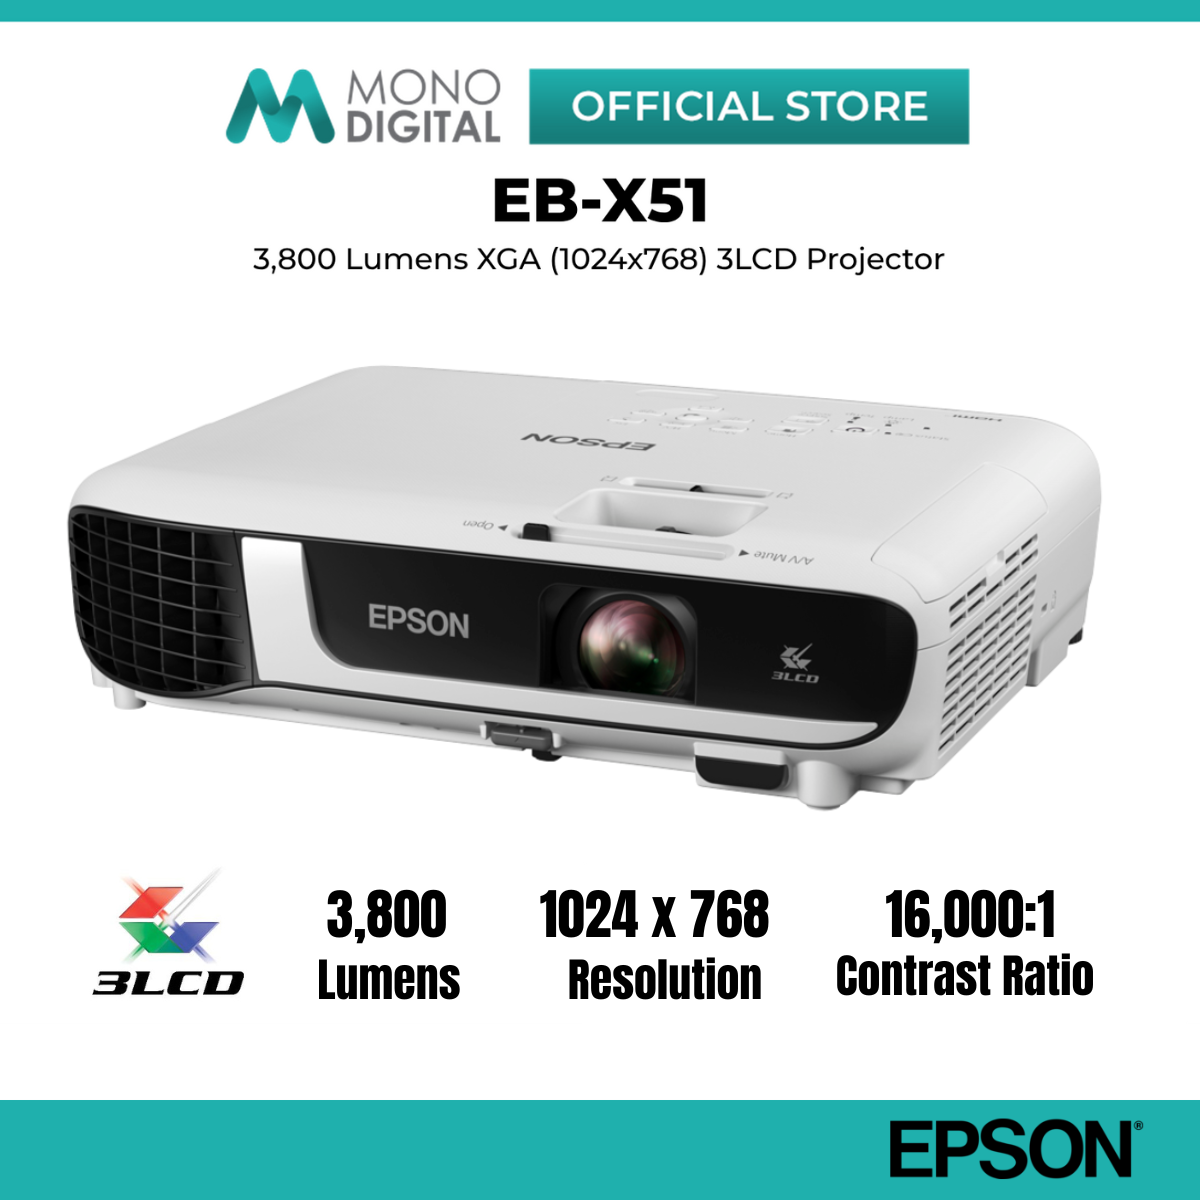 MONO
DIGITAL
OFFICIAL STORE
EB-X51
3,800 Lumens XGA (1024x768) 3LCD Projector
HDMI
EPSON
Open
A/V Mute
EPSON
3LCD
3LCD
3,800
Lumens
1024 x 768
Resolution
16,000:1
Contrast Ratio
EPSON®